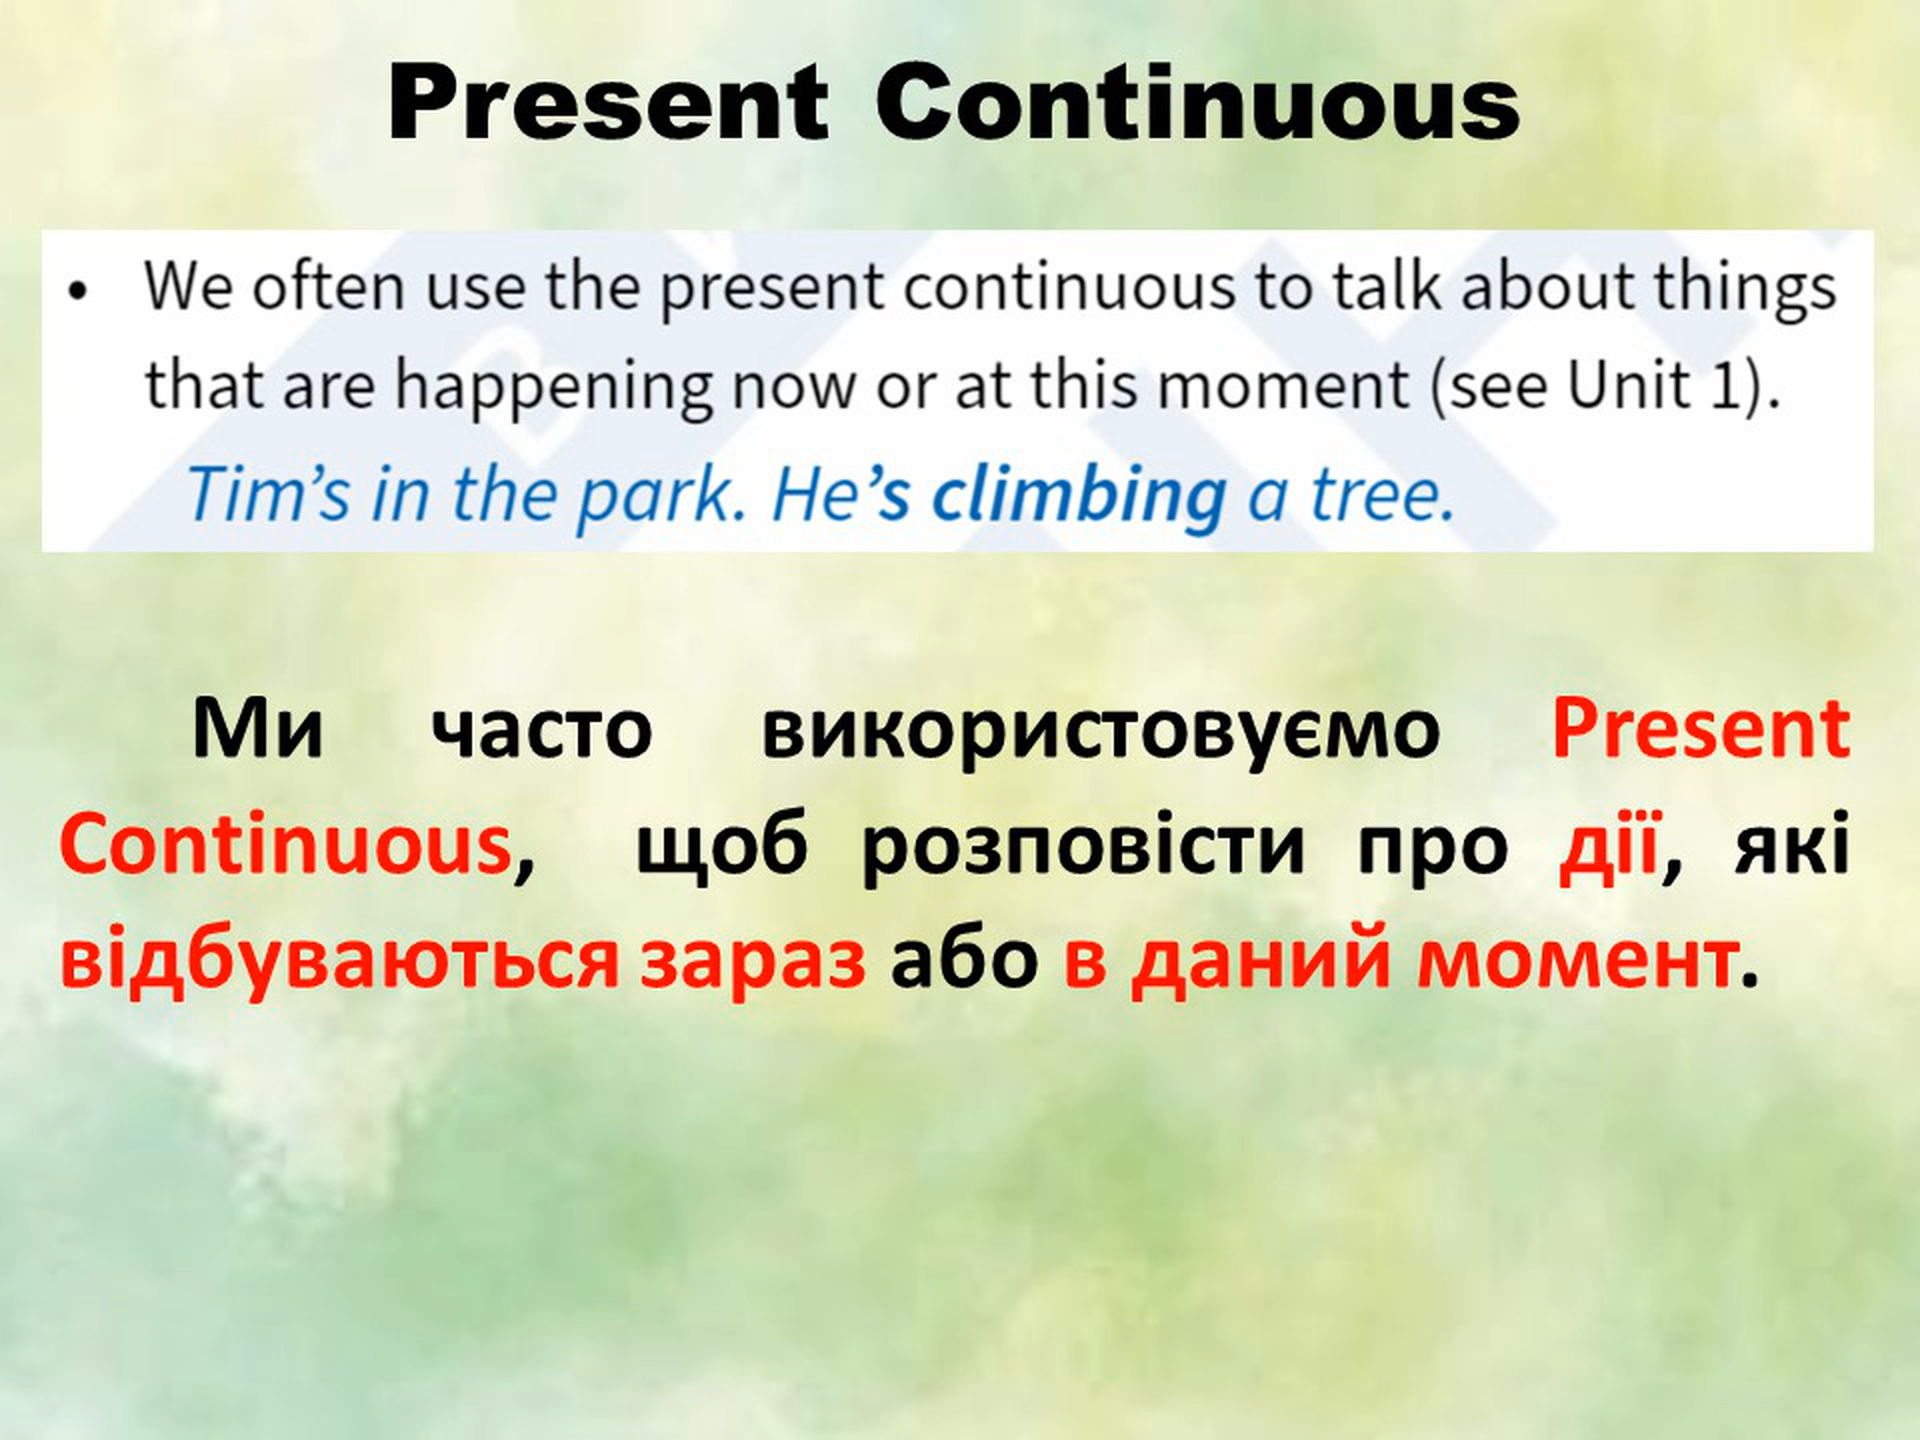 Present Continuous
• We often use the present continuous to talk about things
that are happening now or at this moment (see Unit 1).
Tim’s in the park. He’s climbing a tree.
Ми часто використовуємо Present
Continuous, щоб розповісти про дії, які
відбуваються зараз або в даний момент.